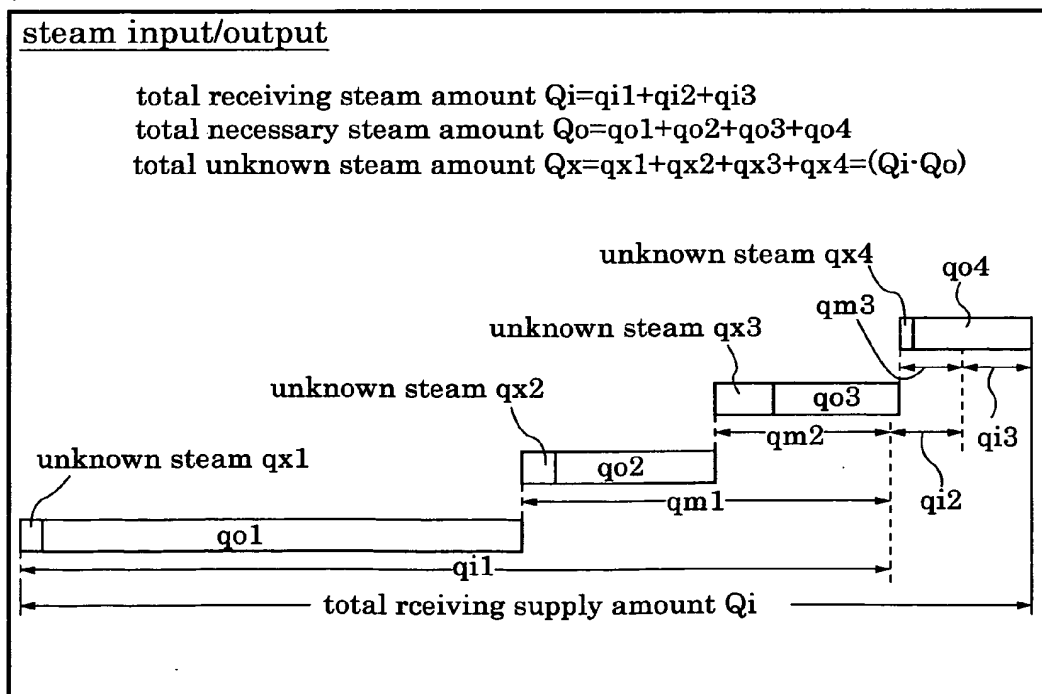 steam input/output
total receiving steam amount Qi=qi1+qi2+qi3
total necessary steam amount Qo=qo1+qo2+qo3+qo4
total unknown steam amount Qx=qx1+qx2+qx3+qx4=(Qi·Qo)
unknown steam qx4
qo4
qm3
unknown steam qx3
unknown steam qx2
qo3
qm2
qi3
unknown steam qx1
qo2
qi2
qm1
qo1
qi1
total rceiving supply amount Qi